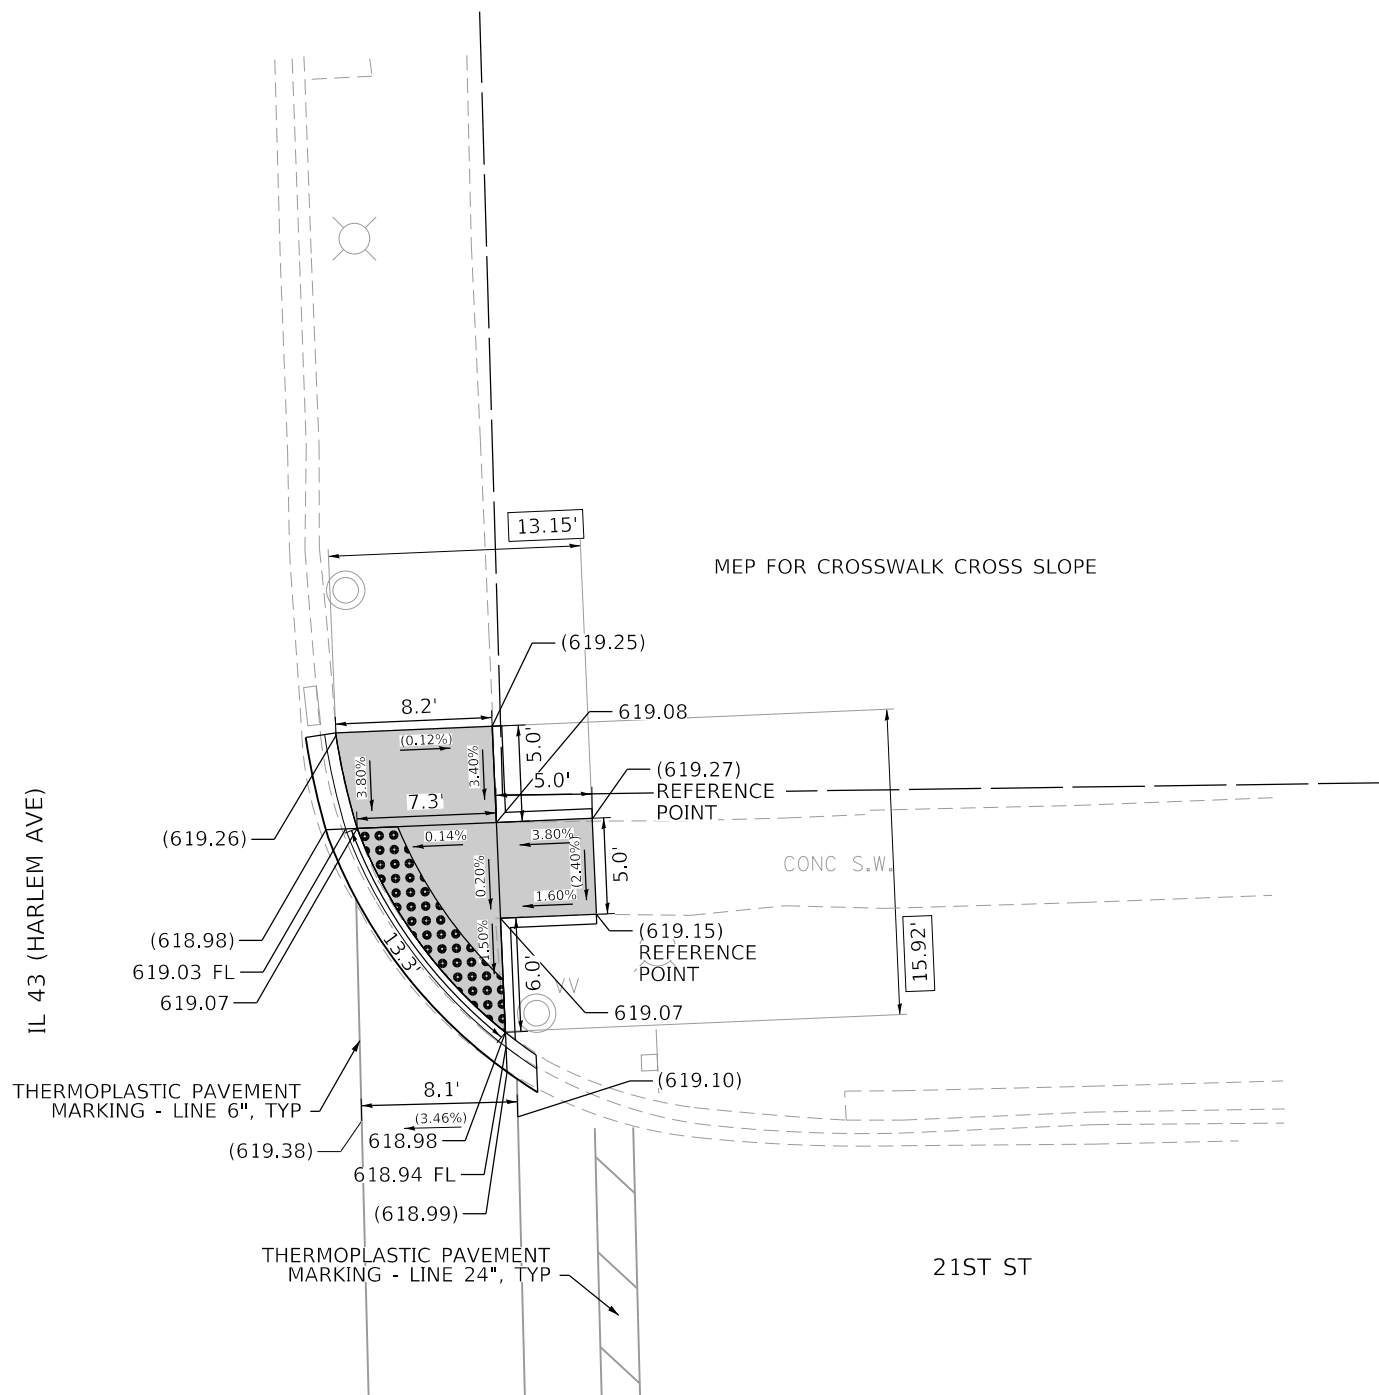 13.15'
MEP FOR CROSSWALK CROSS SLOPE
(619.25)
8.2'
619.08
(0.12%)
5.0'
3.80%
3.40%
5.0'
(619.27)
REFERENCE
POINT
7.3'
IL 43 (HARLEM AVE)
(619.26)
0.14%
3.80%
0.20%
(2.40%)
5.0'
CONC S.W.
1.60%
(618.98)
13.3'
1.50%
(619.15)
REFERENCE
POINT
15.92'
619.03 FL
6.0'
VV
619.07
619.07
THERMOPLASTIC PAVEMENT
MARKING - LINE 6", TYP
8.1'
(619.10)
(3.46%)
(619.38)
618.98
618.94 FL
(618.99)
THERMOPLASTIC PAVEMENT
MARKING - LINE 24", TYP
21ST ST